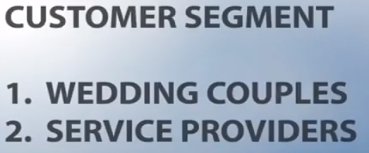 CUSTOMER SEGMENT
1. WEDDING COUPLES
2. SERVICE PROVIDERS